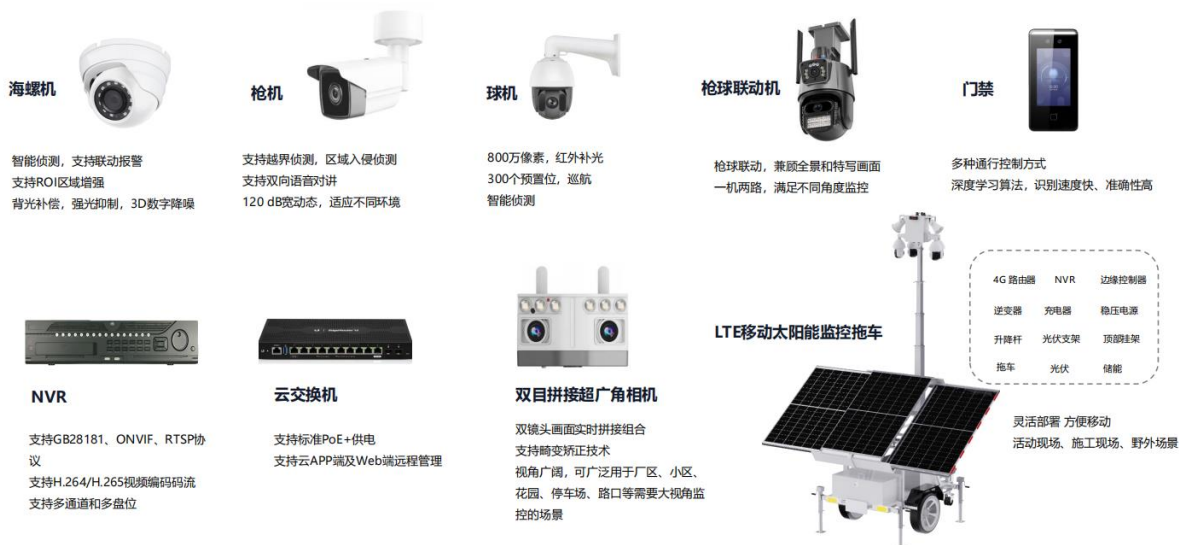 海螺机
智能侦测，支持联动报警
支持ROI区域增强
背光补偿，强光抑制，3D数字降噪
枪机
支持越界侦测，区域入侵侦测
支持双向语音对讲
120 dB宽动态，适应不同环境
球机
800万像素，红外补光
300个预置位，巡航
智能侦测
枪球联动机
枪球联动，兼顾全景和特写画面
一机两路，满足不同角度监控
门禁
多种通行控制方式
深度学习算法，识别速度快、准确性高
NVR
支持GB28181、ONVIF、RTSP协
议
支持H.264/H.265视频编码码流
支持多通道和多盘位
云交换机
支持标准PoE+供电
支持云APP端及Web端远程管理
双目拼接超广角相机
双镜头画面实时拼接组合
支持畸变矫正技术
视角广阔，可广泛用于厂区、小区、
花园、停车场、路口等需要大视角监
控的场景
LTE移动太阳能监控拖车
4G 路由器 NVR 边缘控制器
逆变器 充电器 稳压电源
升降杆 光伏支架 顶部挂架
拖车 光伏 储能
灵活部署 方便移动
活动现场、施工现场、野外场景